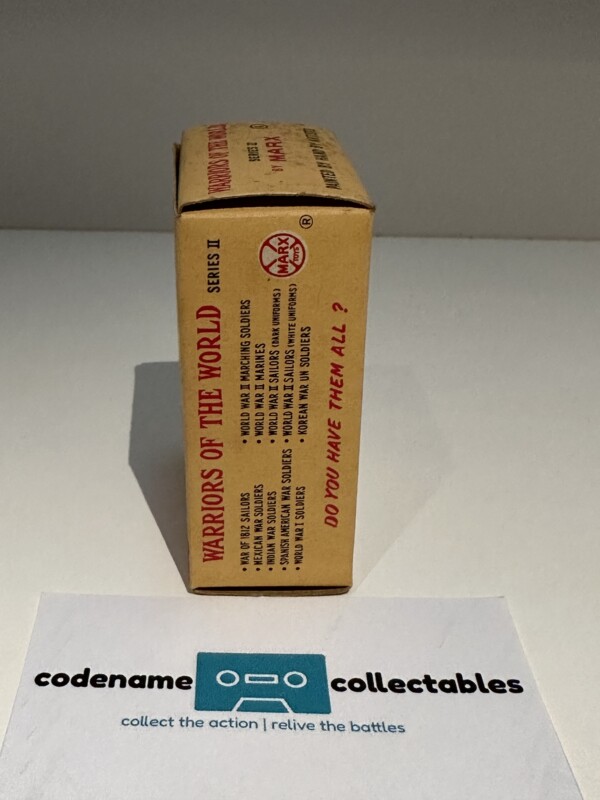 WARRIORS OF THE WORLD
SERIES II
BY MARX
PAINTED BY HAND BY
WARRIORS OF THE WORLD SERIES II
MARX
TOYS
®
• WAR OF 1812 SAILORS
• MEXICAN WAR SOLDIERS
• INDIAN WAR SOLDIERS
• SPANISH AMERICAN WAR SOLDIERS
• WORLD WAR I SOLDIERS
• WORLD WAR II MARCHING SOLDIERS
• WORLD WAR II MARINES
• WORLD WAR II SAILORS (DARK UNIFORMS)
• WORLD WAR II SAILORS (WHITE UNIFORMS)
• KOREAN WAR UN SOLDIERS
DO YOU HAVE THEM ALL ?
codename collectables
collect the action | relive the battles